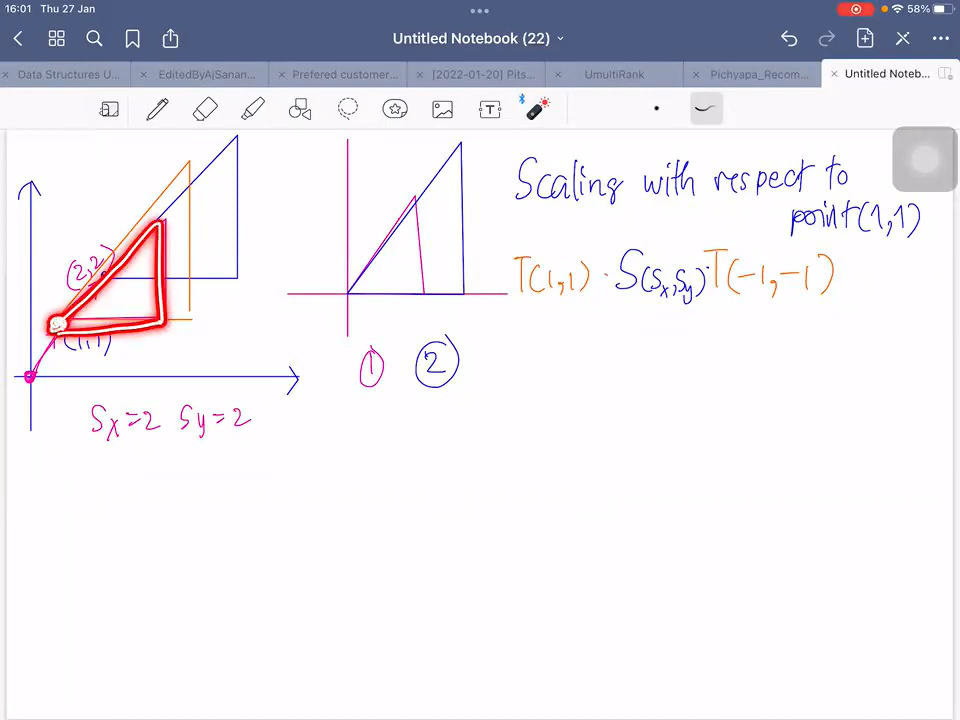 16:01 Thu 27 Jan
58%
Untitled Notebook (22)
Data Structures U...
EditedByAjSanan...
Prefered customer...
[2022-01-20] Pits...
UmultiRank
Pichyapa_Recom...
Untitled Noteb...
Scaling with respect to
point(1,1)
T(1,1) · S(Sx,Sy)·T(-1,-1)
(2,2)
(1,1)
1 2
Sx=2 Sy=2